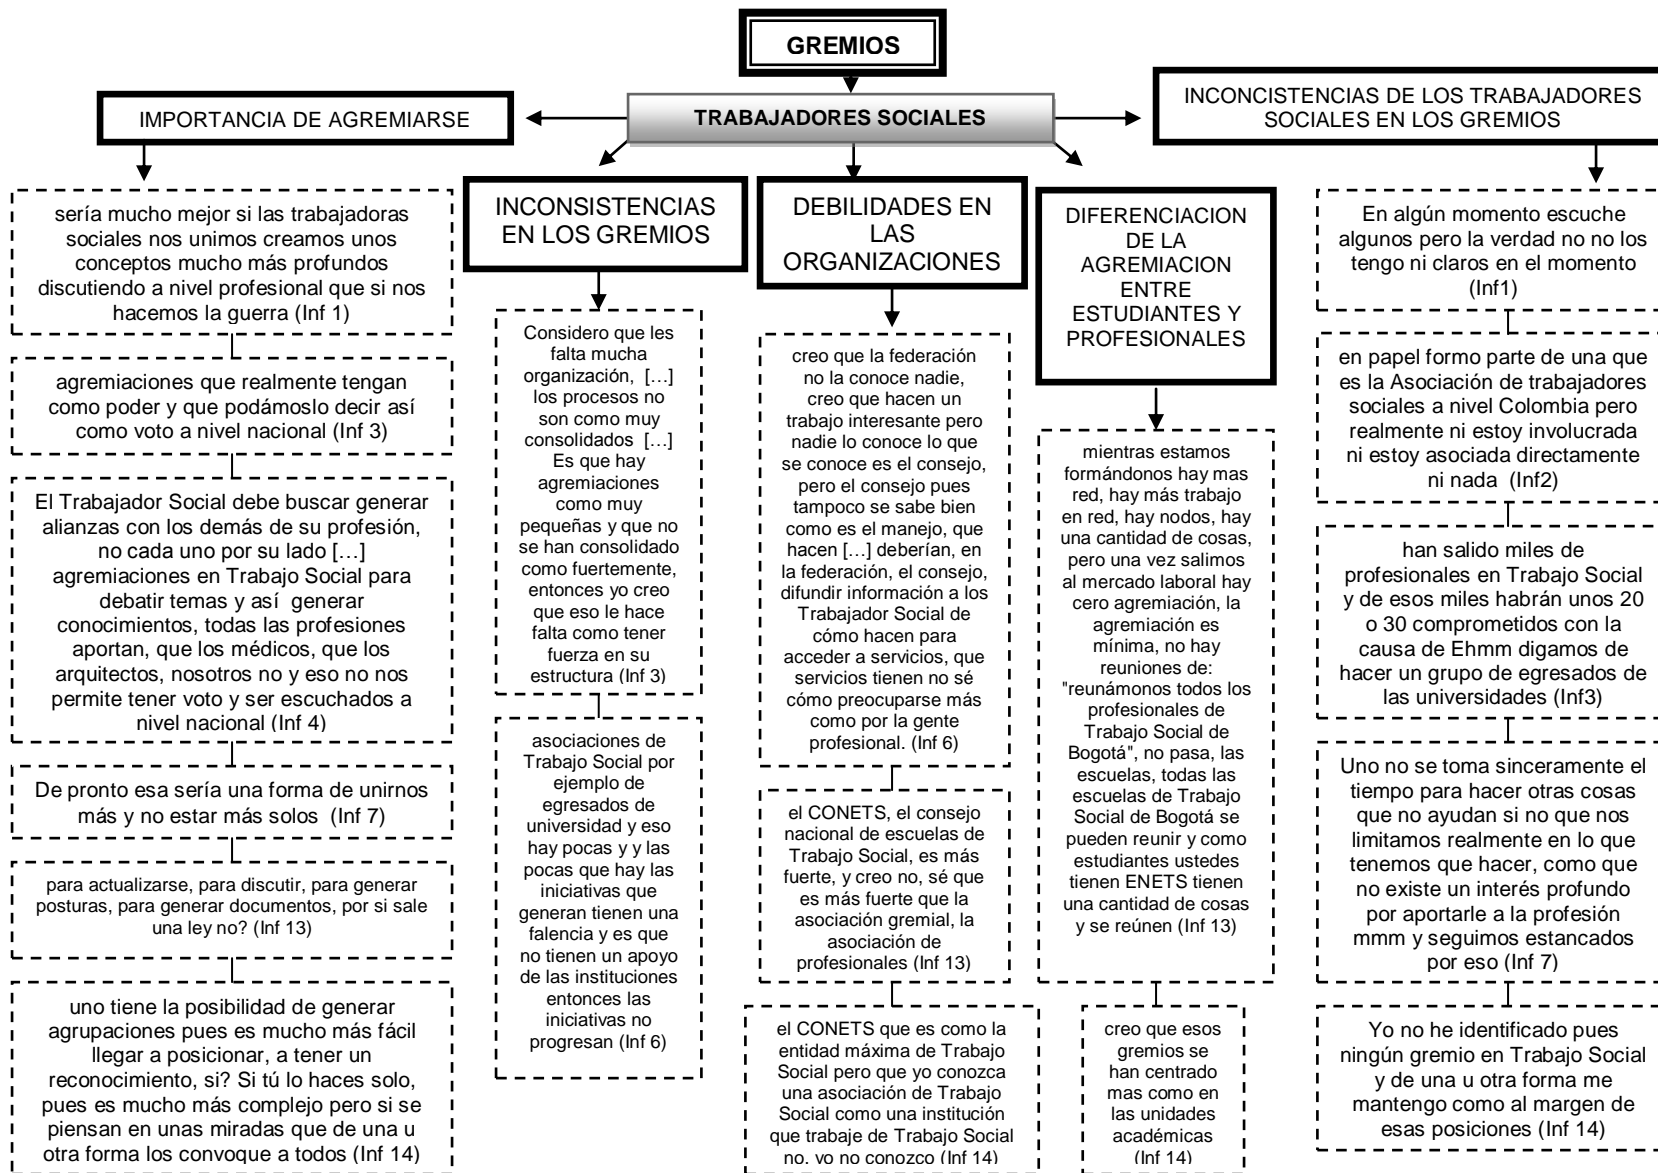 GREMIOS
TRABAJADORES SOCIALES
IMPORTANCIA DE AGREMIARSE
sería mucho mejor si las trabajadoras
sociales nos unimos creamos unos
conceptos mucho más profundos
discutiendo a nivel profesional que si nos
hacemos la guerra (Inf 1)
agremiaciones que realmente tengan
como poder y que podámoslo decir así
como voto a nivel nacional (Inf 3)
El Trabajador Social debe buscar generar
alianzas con los demás de su profesión,
no cada uno por su lado […]
agremiaciones en Trabajo Social para
debatir temas y así generar
conocimientos, todas las profesiones
aportan, que los médicos, que los
arquitectos, nosotros no y eso no nos
permite tener voto y ser escuchados a
nivel nacional (Inf 4)
De pronto esa sería una forma de unirnos
más y no estar más solos (Inf 7)
para actualizarse, para discutir, para generar
posturas, para generar documentos, por si sale
una ley no? (Inf 13)
uno tiene la posibilidad de generar
agrupaciones pues es mucho más fácil
llegar a posicionar, a tener un
reconocimiento, si? Si tú lo haces solo,
pues es mucho más complejo pero si se
piensan en unas miradas que de una u
otra forma los convoque a todos (Inf 14)
INCONSISTENCIAS
EN LOS GREMIOS
Considero que les
falta mucha
organización, […]
los procesos no
son como muy
consolidados […]
Es que hay
agremiaciones
como muy
pequeñas y que no
se han consolidado
como fuertemente,
entonces yo creo
que eso le hace
falta como tener
fuerza en su
estructura (Inf 3)
asociaciones de
Trabajo Social por
ejemplo de
egresados de
universidad y eso
hay pocas y y las
pocas que hay las
iniciativas que
generan tienen una
falencia y es que
no tienen un apoyo
de las instituciones
entonces las
iniciativas no
progresan (Inf 6)
DEBILIDADES EN
LAS
ORGANIZACIONES
creo que la federación
no la conoce nadie,
creo que hacen un
trabajo interesante pero
nadie lo conoce lo que
se conoce es el consejo,
pero el consejo pues
tampoco se sabe bien
como es el manejo, que
hacen […] deberían, en
la federación, el consejo,
difundir información a los
Trabajador Social de
cómo hacen para
acceder a servicios, que
servicios tienen no sé
cómo preocuparse más
como por la gente
profesional. (Inf 6)
el CONETS, el consejo
nacional de escuelas de
Trabajo Social, es más
fuerte, y creo no, sé que
es más fuerte que la
asociación gremial, la
asociación de
profesionales (Inf 13)
el CONETS que es como la
entidad máxima de Trabajo
Social pero que yo conozca
una asociación de Trabajo
Social como una institución
que trabaje de Trabajo Social
no, yo no conozco (Inf 14)
DIFERENCIACION
DE LA
AGREMIACION
ENTRE
ESTUDIANTES Y
PROFESIONALES
mientras estamos
formándonos hay mas
red, hay más trabajo
en red, hay nodos, hay
una cantidad de cosas,
pero una vez salimos
al mercado laboral hay
cero agremiación, la
agremiación es
mínima, no hay
reuniones de:
"reunámonos todos los
profesionales de
Trabajo Social de
Bogotá", no pasa, las
escuelas, todas las
escuelas de Trabajo
Social de Bogotá se
pueden reunir y como
estudiantes ustedes
tienen ENETS tienen
una cantidad de cosas
y se reúnen (Inf 13)
creo que esos
gremios se
han centrado
mas como en
las unidades
académicas
(Inf 14)
INCONCISTENCIAS DE LOS TRABAJADORES
SOCIALES EN LOS GREMIOS
En algún momento escuche
algunos pero la verdad no no los
tengo ni claros en el momento
(Inf1)
en papel formo parte de una que
es la Asociación de trabajadores
sociales a nivel Colombia pero
realmente ni estoy involucrada
ni estoy asociada directamente
ni nada (Inf2)
han salido miles de
profesionales en Trabajo Social
y de esos miles habrán unos 20
o 30 comprometidos con la
causa de Ehmm digamos de
hacer un grupo de egresados de
las universidades (Inf3)
Uno no se toma sinceramente el
tiempo para hacer otras cosas
que no ayudan si no que nos
limitamos realmente en lo que
tenemos que hacer, como que
no existe un interés profundo
por aportarle a la profesión
mmm y seguimos estancados
por eso (Inf 7)
Yo no he identificado pues
ningún gremio en Trabajo Social
y de una u otra forma me
mantengo como al margen de
esas posiciones (Inf 14)